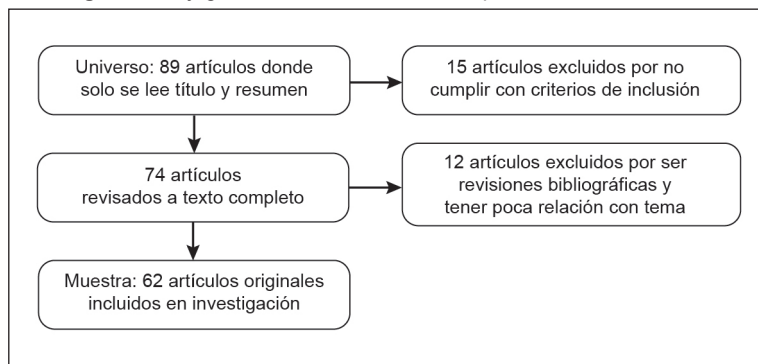 Universo: 89 artículos donde
solo se lee título y resumen
15 artículos excluidos por no
cumplir con criterios de inclusión
74 artículos
revisados a texto completo
12 artículos excluidos por ser
revisiones bibliográficas y
tener poca relación con tema
Muestra: 62 artículos originales
incluidos en investigación